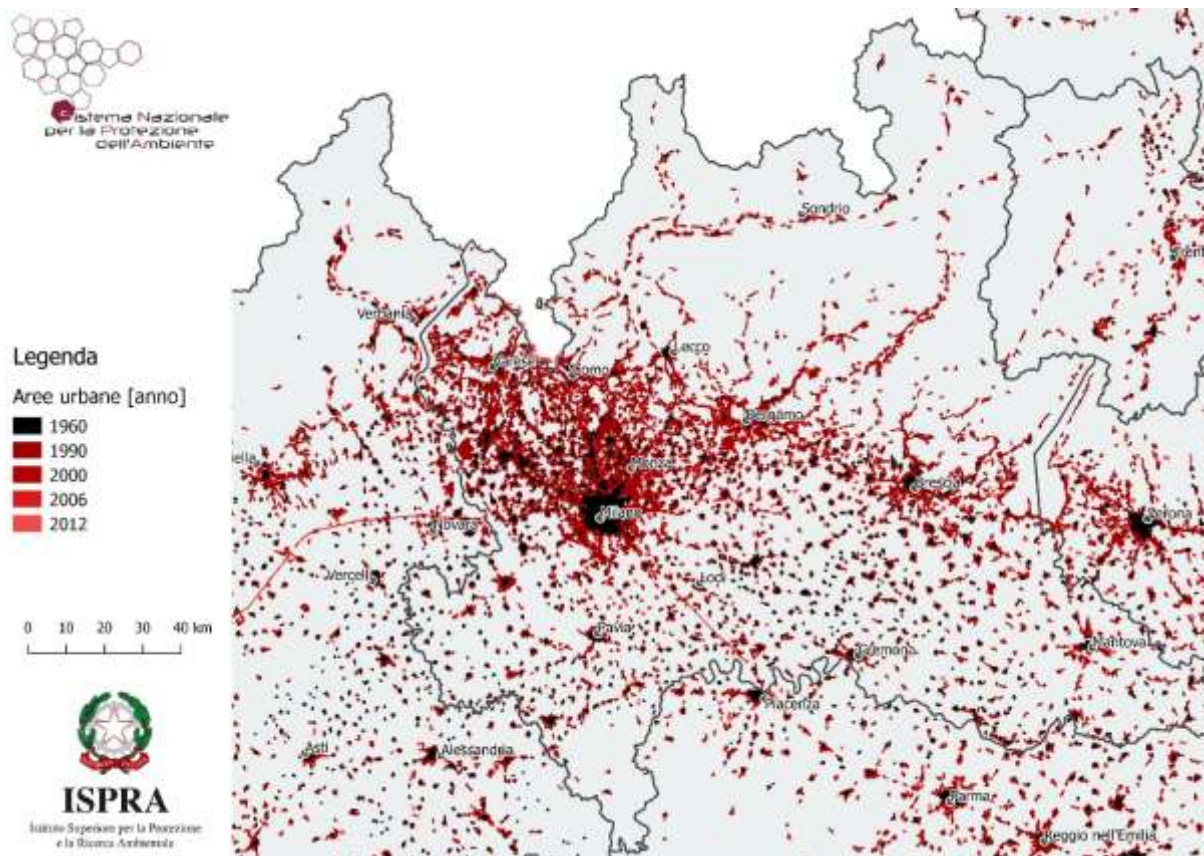 Sistema Nazionale
per la Protezione
dell'Ambiente
Legenda
Aree urbane [anno]
1960
1990
2000
2006
2012
0 10 20 30 40 km
ISPRA
Istituto Superiore per la Protezione
e la Ricerca Ambientale
Sondrio
Verbania
Lecco
Varese
Como
Bergamo
Monza
Brescia
Milano
Verona
Novara
Vercelli
Lodi
Pavia
Cremona
Mantova
Piacenza
Asti
Alessandria
Parma
Reggio nell'Emilia